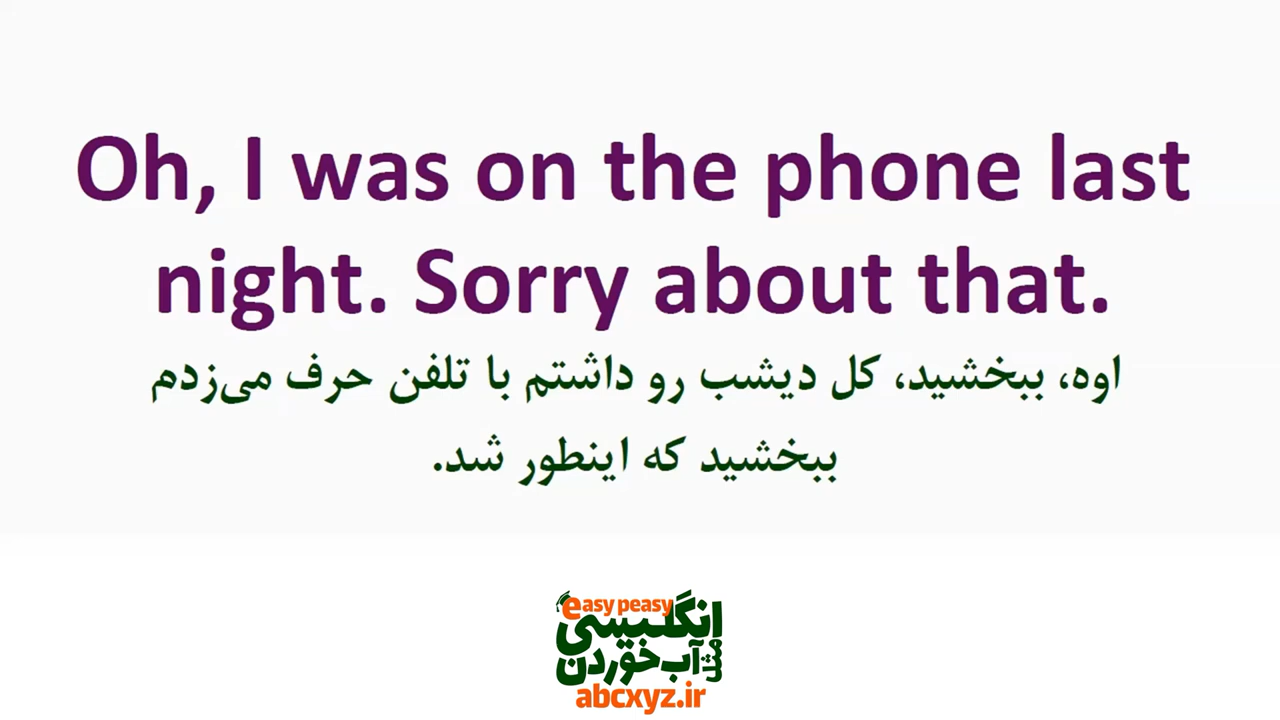 Oh, I was on the phone last
night. Sorry about that.
اوه، ببخشید، کل دیشب رو داشتم با تلفن حرف می‌زدم
ببخشید که اینطور شد.
easy peasy
انگلیسی
مثل آب خوردن
abcxyz.ir